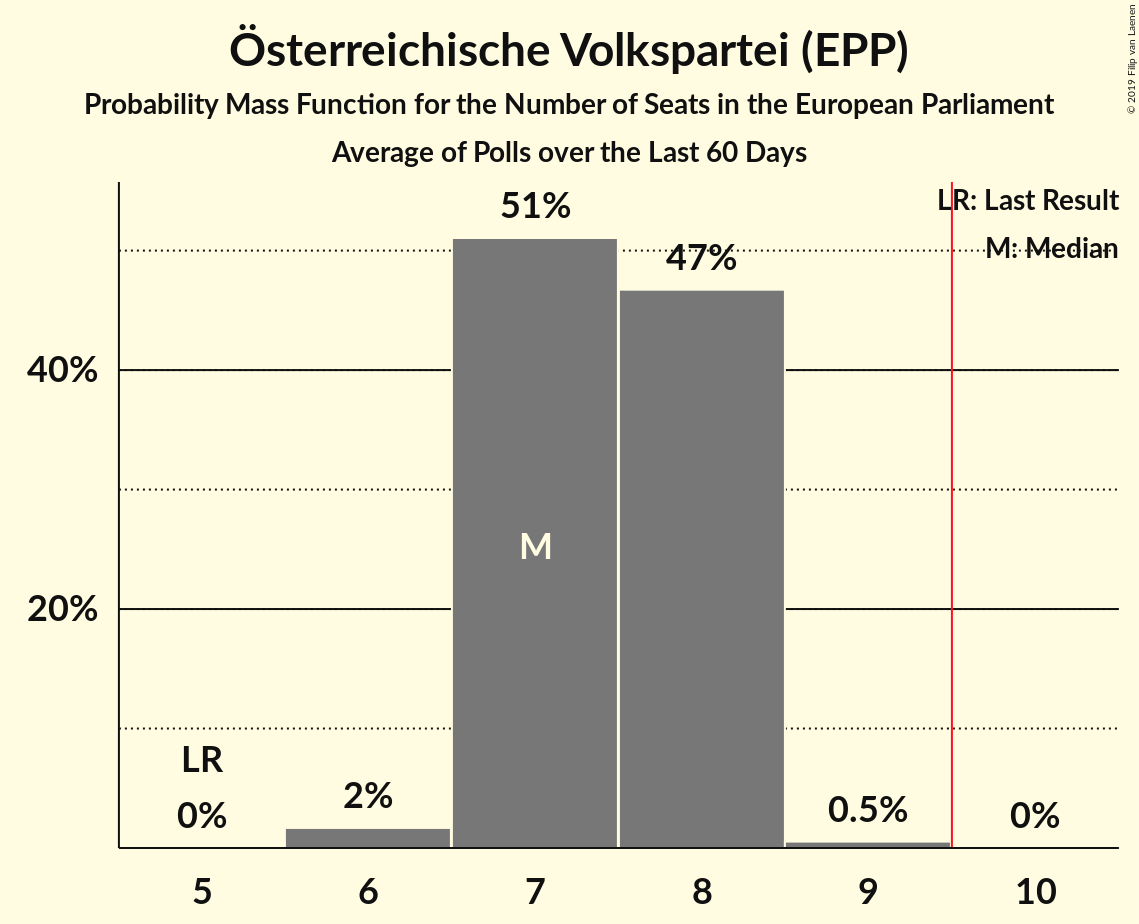 Österreichische Volkspartei (EPP)
Probability Mass Function for the Number of Seats in the European Parliament
Average of Polls over the Last 60 Days
© 2019 Filip van Laenen
LR: Last Result
M: Median
51%
47%
40%
M
20%
LR
0%
2%
0.5%
0%
5 6 7 8 9 10